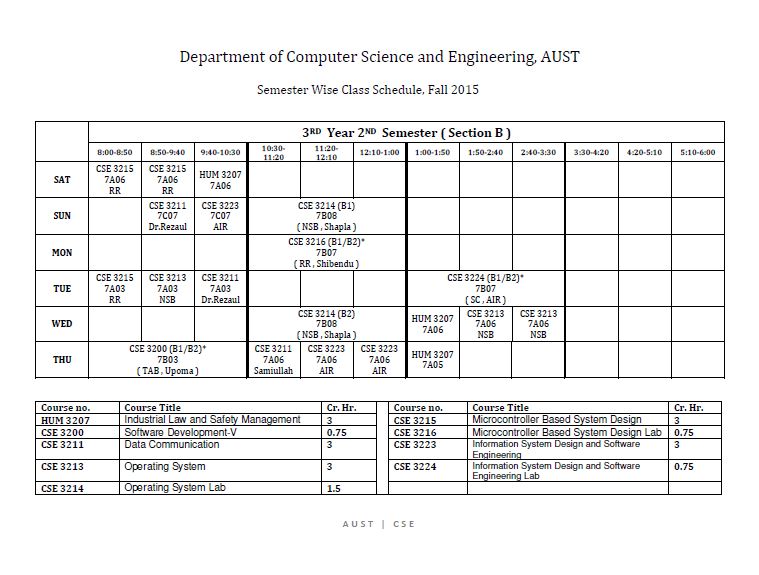 Department of Computer Science and Engineering, AUST
Semester Wise Class Schedule, Fall 2015
3RD Year 2ND Semester ( Section B )
8:00-8:50 8:50-9:40 9:40-10:30 10:30-11:20 11:20-12:10 12:10-1:00 1:00-1:50 1:50-2:40 2:40-3:30 3:30-4:20 4:20-5:10 5:10-6:00
SAT
CSE 3215
7A06
RR
CSE 3215
7A06
RR
HUM 3207
7A06
SUN
CSE 3211
7C07
Dr.Rezaul
CSE 3223
7C07
AIR
CSE 3214 (B1)
7B08
( NSB , Shapla )
MON
CSE 3216 (B1/B2)*
7B07
( RR , Shibendu )
TUE
CSE 3215
7A03
RR
CSE 3213
7A03
NSB
CSE 3211
7A03
Dr.Rezaul
CSE 3224 (B1/B2)*
7B07
( SC , AIR )
WED
CSE 3214 (B2)
7B08
( NSB , Shapla )
HUM 3207
7A06
CSE 3213
7A06
NSB
CSE 3213
7A06
NSB
THU
CSE 3200 (B1/B2)*
7B03
( TAB , Upoma )
CSE 3211
7A06
Samiullah
CSE 3223
7A06
AIR
CSE 3223
7A06
AIR
HUM 3207
7A05
Course no. Course Title Cr. Hr.
HUM 3207 Industrial Law and Safety Management 3
CSE 3200 Software Development-V 0.75
CSE 3211 Data Communication 3
CSE 3213 Operating System 3
CSE 3214 Operating System Lab 1.5
Course no. Course Title Cr. Hr.
CSE 3215 Microcontroller Based System Design 3
CSE 3216 Microcontroller Based System Design Lab 0.75
CSE 3223 Information System Design and Software 3
Engineering
CSE 3224 Information System Design and Software 0.75
Engineering Lab
AUST | CSE